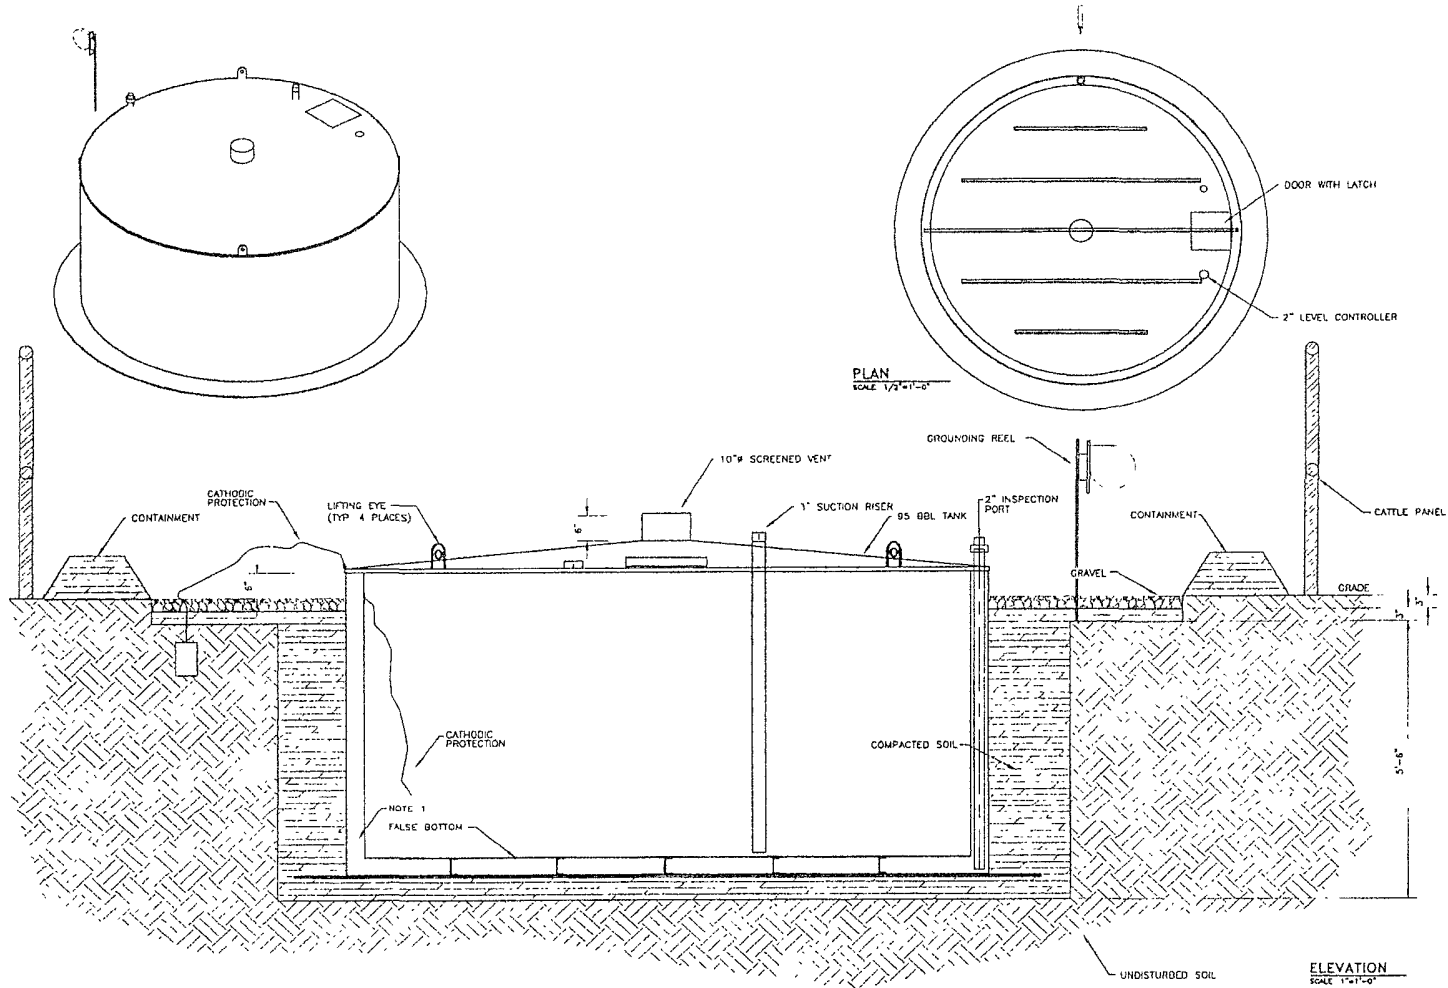 DOOR WITH LATCH
2" LEVEL CONTROLLER
PLAN
SCALE 1/2"=1'-0"
GROUNDING REEL
10"ø SCREENED VENT
CATHODIC
PROTECTION
LIFTING EYE
(TYP 4 PLACES)
3" SUCTION RISER
95 BBL TANK
2" INSPECTION
PORT
CONTAINMENT
CONTAINMENT
CATTLE PANEL
6"
6"
GRAVEL
GRADE
3"
3"
CATHODIC
PROTECTION
COMPACTED SOIL
5'-6"
NOTE 1
FALSE BOTTOM
UNDISTURBED SOIL
ELEVATION
SCALE 1"=1'-0"